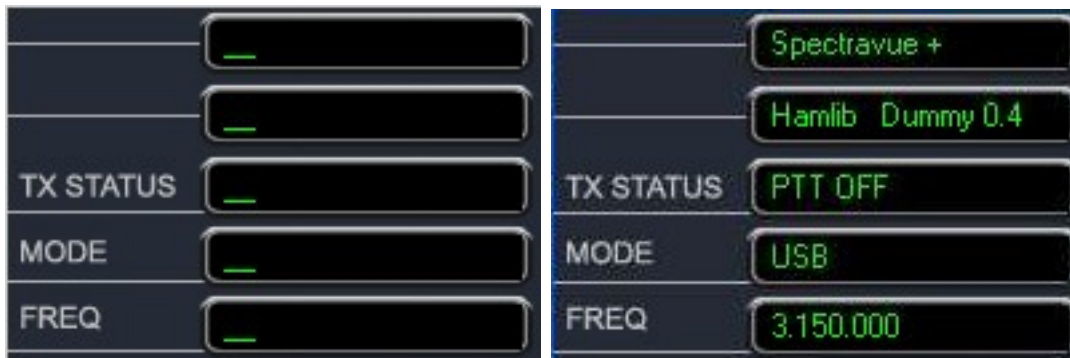 TX STATUS
MODE
FREQ
Spectravue +
Hamlib Dummy 0.4
TX STATUS PTT OFF
MODE USB
FREQ 3.150.000